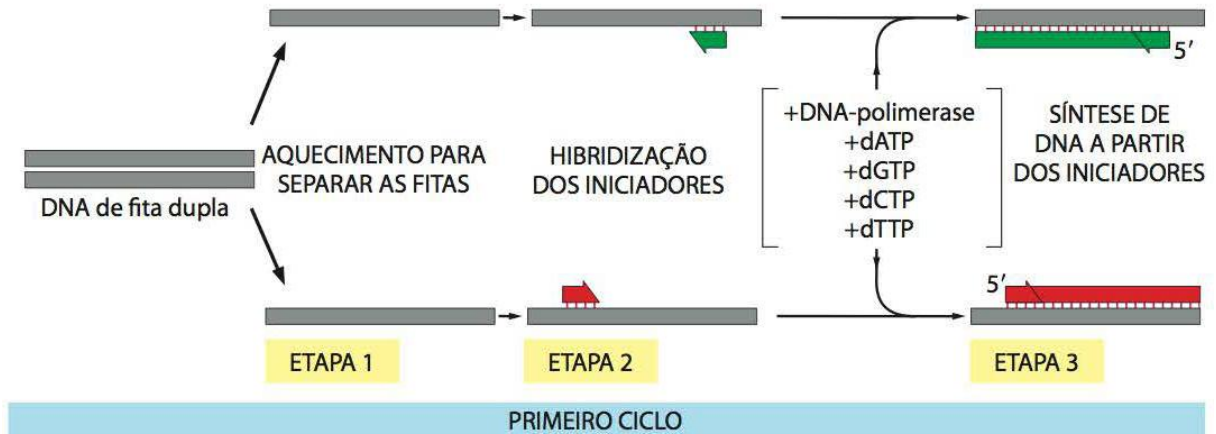 5′
AQUECIMENTO PARA
SEPARAR AS FITAS
HIBRIDIZAÇÃO
DOS INICIADORES
+DNA-polimerase
+dATP
+dGTP
+dCTP
+dTTP
SÍNTESE DE
DNA A PARTIR
DOS INICIADORES
DNA de fita dupla
5′
ETAPA 1
ETAPA 2
ETAPA 3
PRIMEIRO CICLO